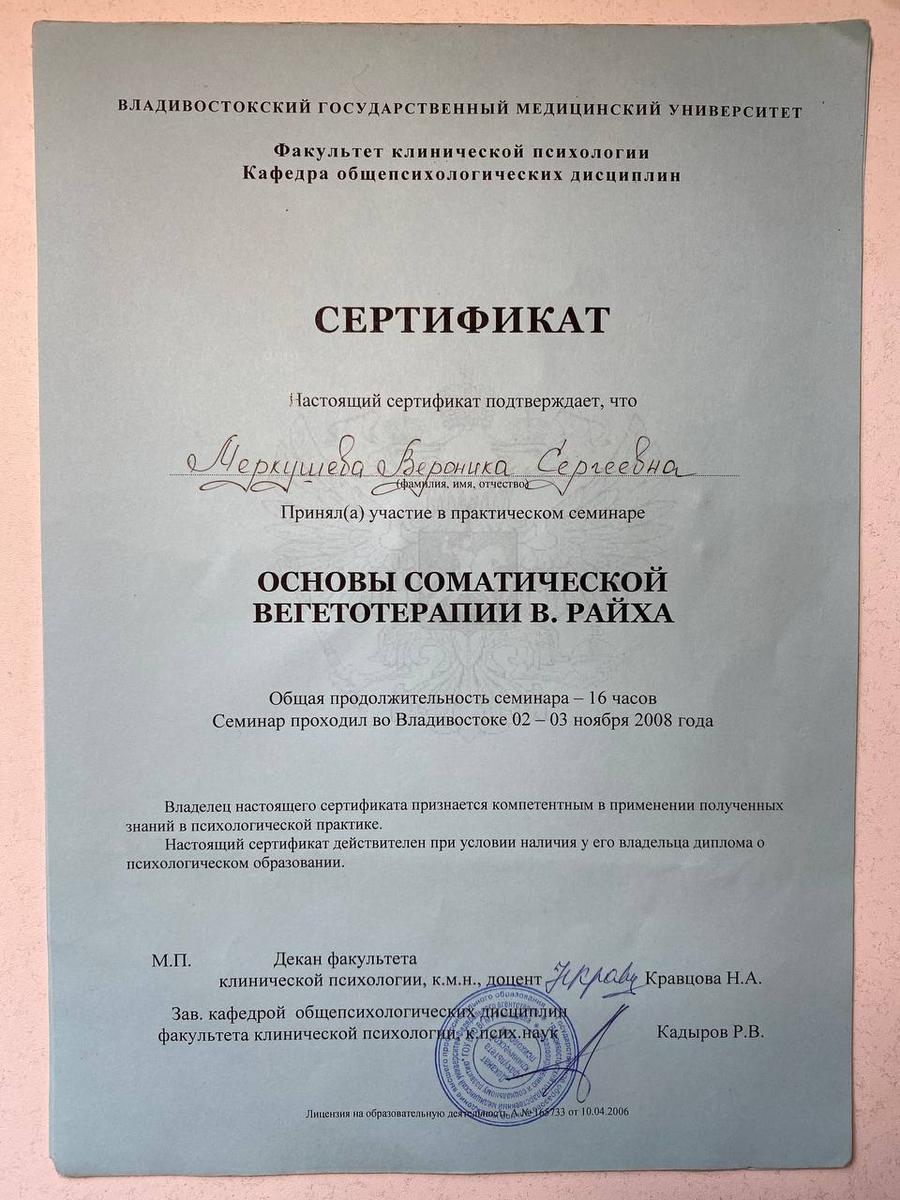 ВЛАДИВОСТОКСКИЙ ГОСУДАРСТВЕННЫЙ МЕДИЦИНСКИЙ УНИВЕРСИТЕТ
Факультет клинической психологии
Кафедра общепсихологических дисциплин
СЕРТИФИКАТ
Настоящий сертификат подтверждает, что
Меркушева Вероника Сергеевна
(фамилия, имя, отчество)
Принял(а) участие в практическом семинаре
ОСНОВЫ СОМАТИЧЕСКОЙ
ВЕГЕТОТЕРАПИИ В. РАЙХА
Общая продолжительность семинара – 16 часов
Семинар проходил во Владивостоке 02 – 03 ноября 2008 года
Владелец настоящего сертификата признается компетентным в применении полученных
знаний в психологической практике.
Настоящий сертификат действителен при условии наличия у его владельца диплома о
психологическом образовании.
М.П. Декан факультета
клинической психологии, к.м.н., доцент Кравцова Н.А.
Зав. кафедрой общепсихологических дисциплин
факультета клинической психологии, к.псих.наук Кадыров Р.В.
Лицензия на образовательную деятельность А № 165733 от 10.04.2006